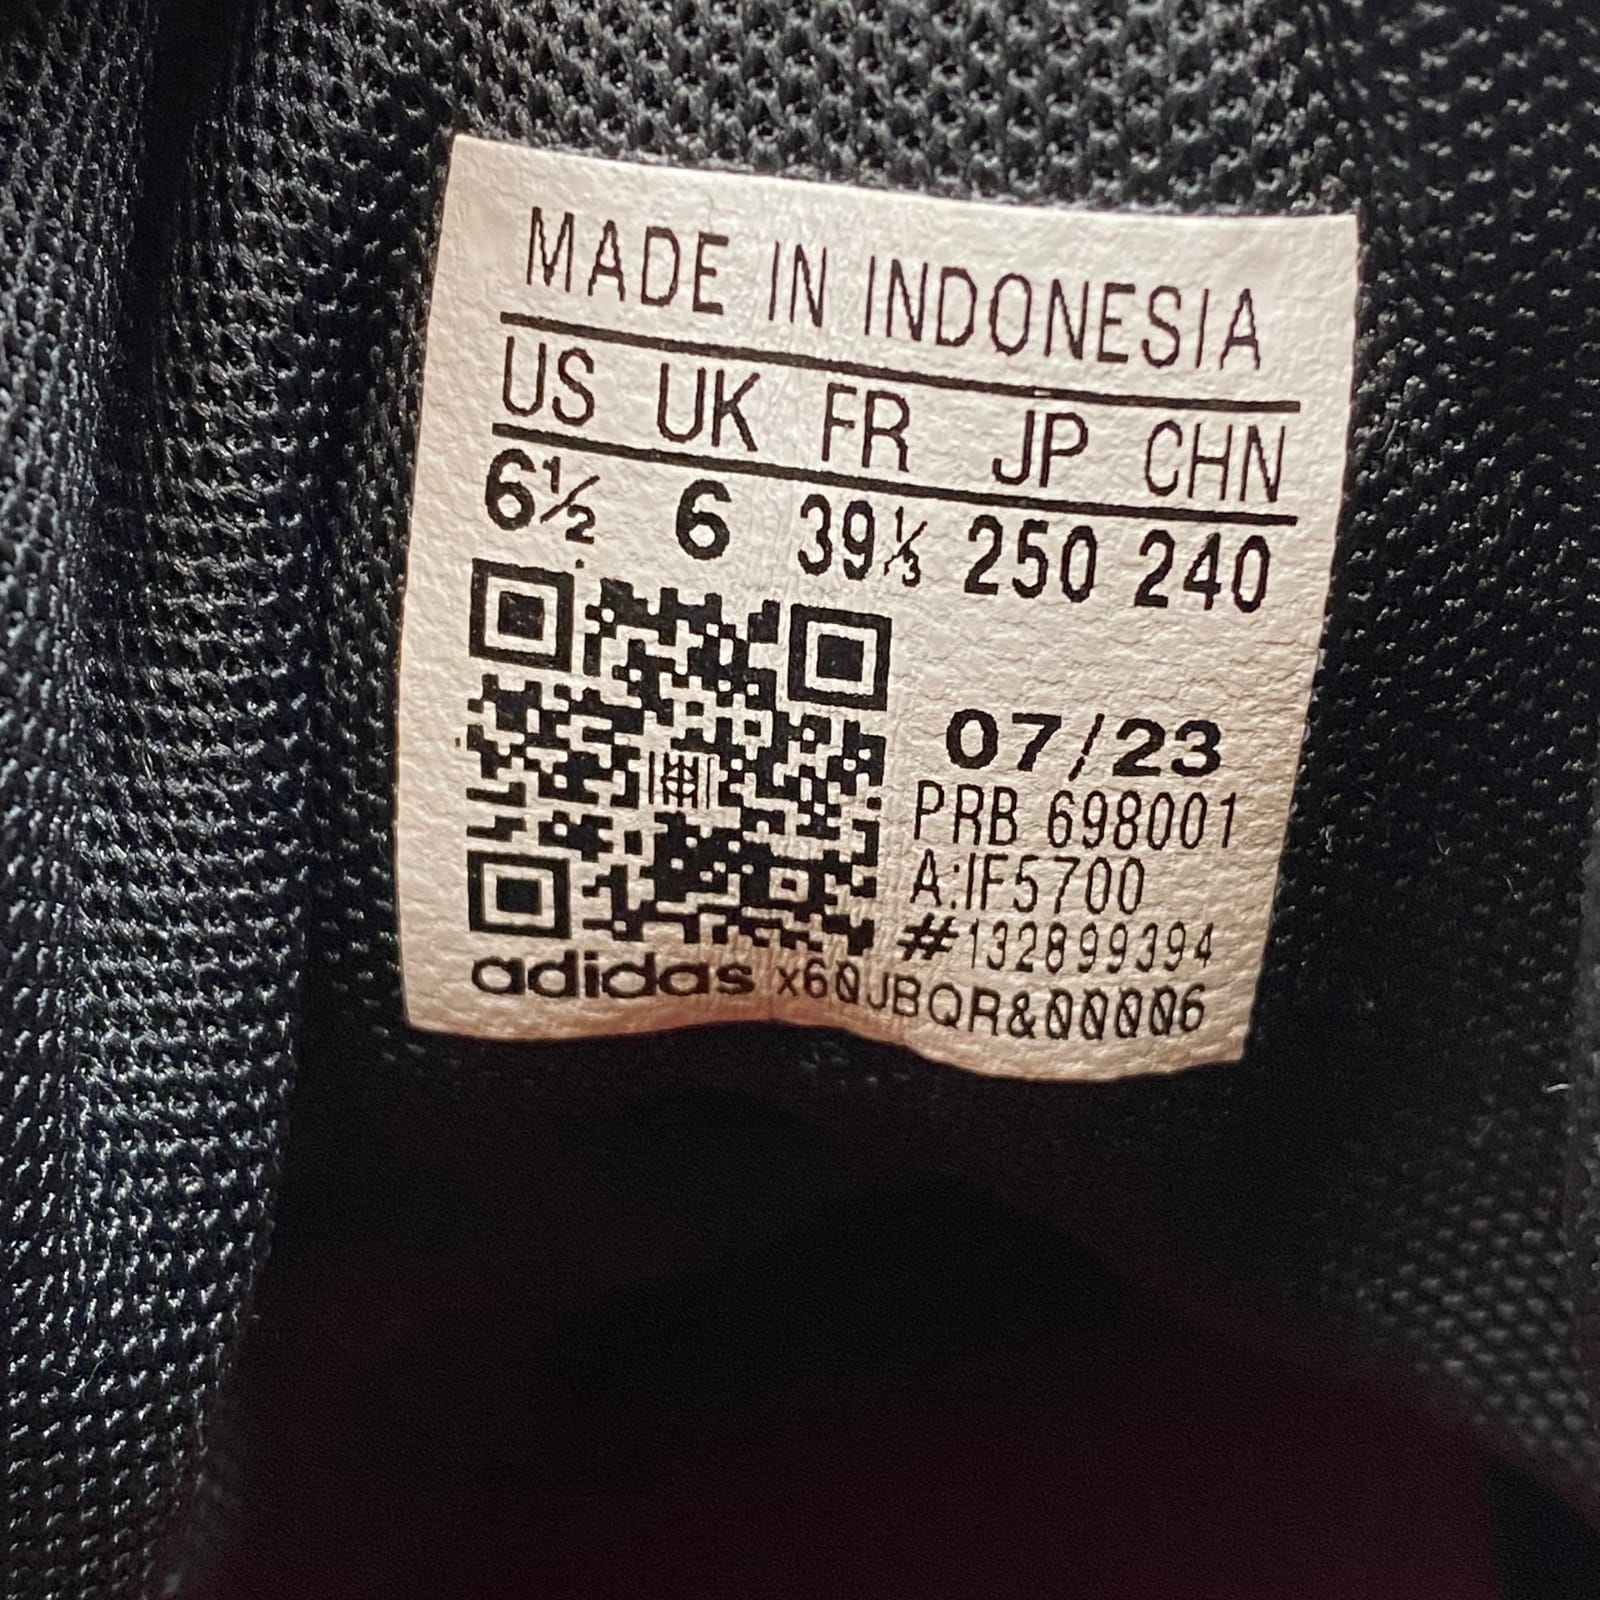 MADE IN INDONESIA
US UK FR JP CHN
6½ 6 39⅓ 250 240
07/23
PRB 698001
A:IF5700
#132899394
adidas x60JBQR&00006